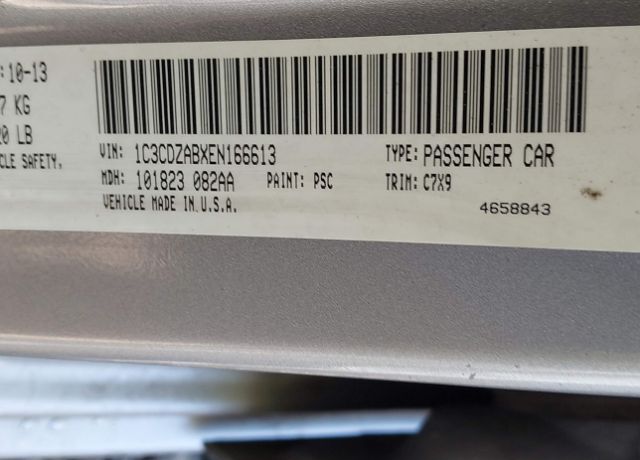 :10-13
7 KG
20 LB
CLE SAFETY,
VIN: 1C3CDZABXEN166613
TYPE: PASSENGER CAR
MDH: 101823 082AA PAINT: PSC
TRIM: C7X9
VEHICLE MADE IN U.S.A.
4658843